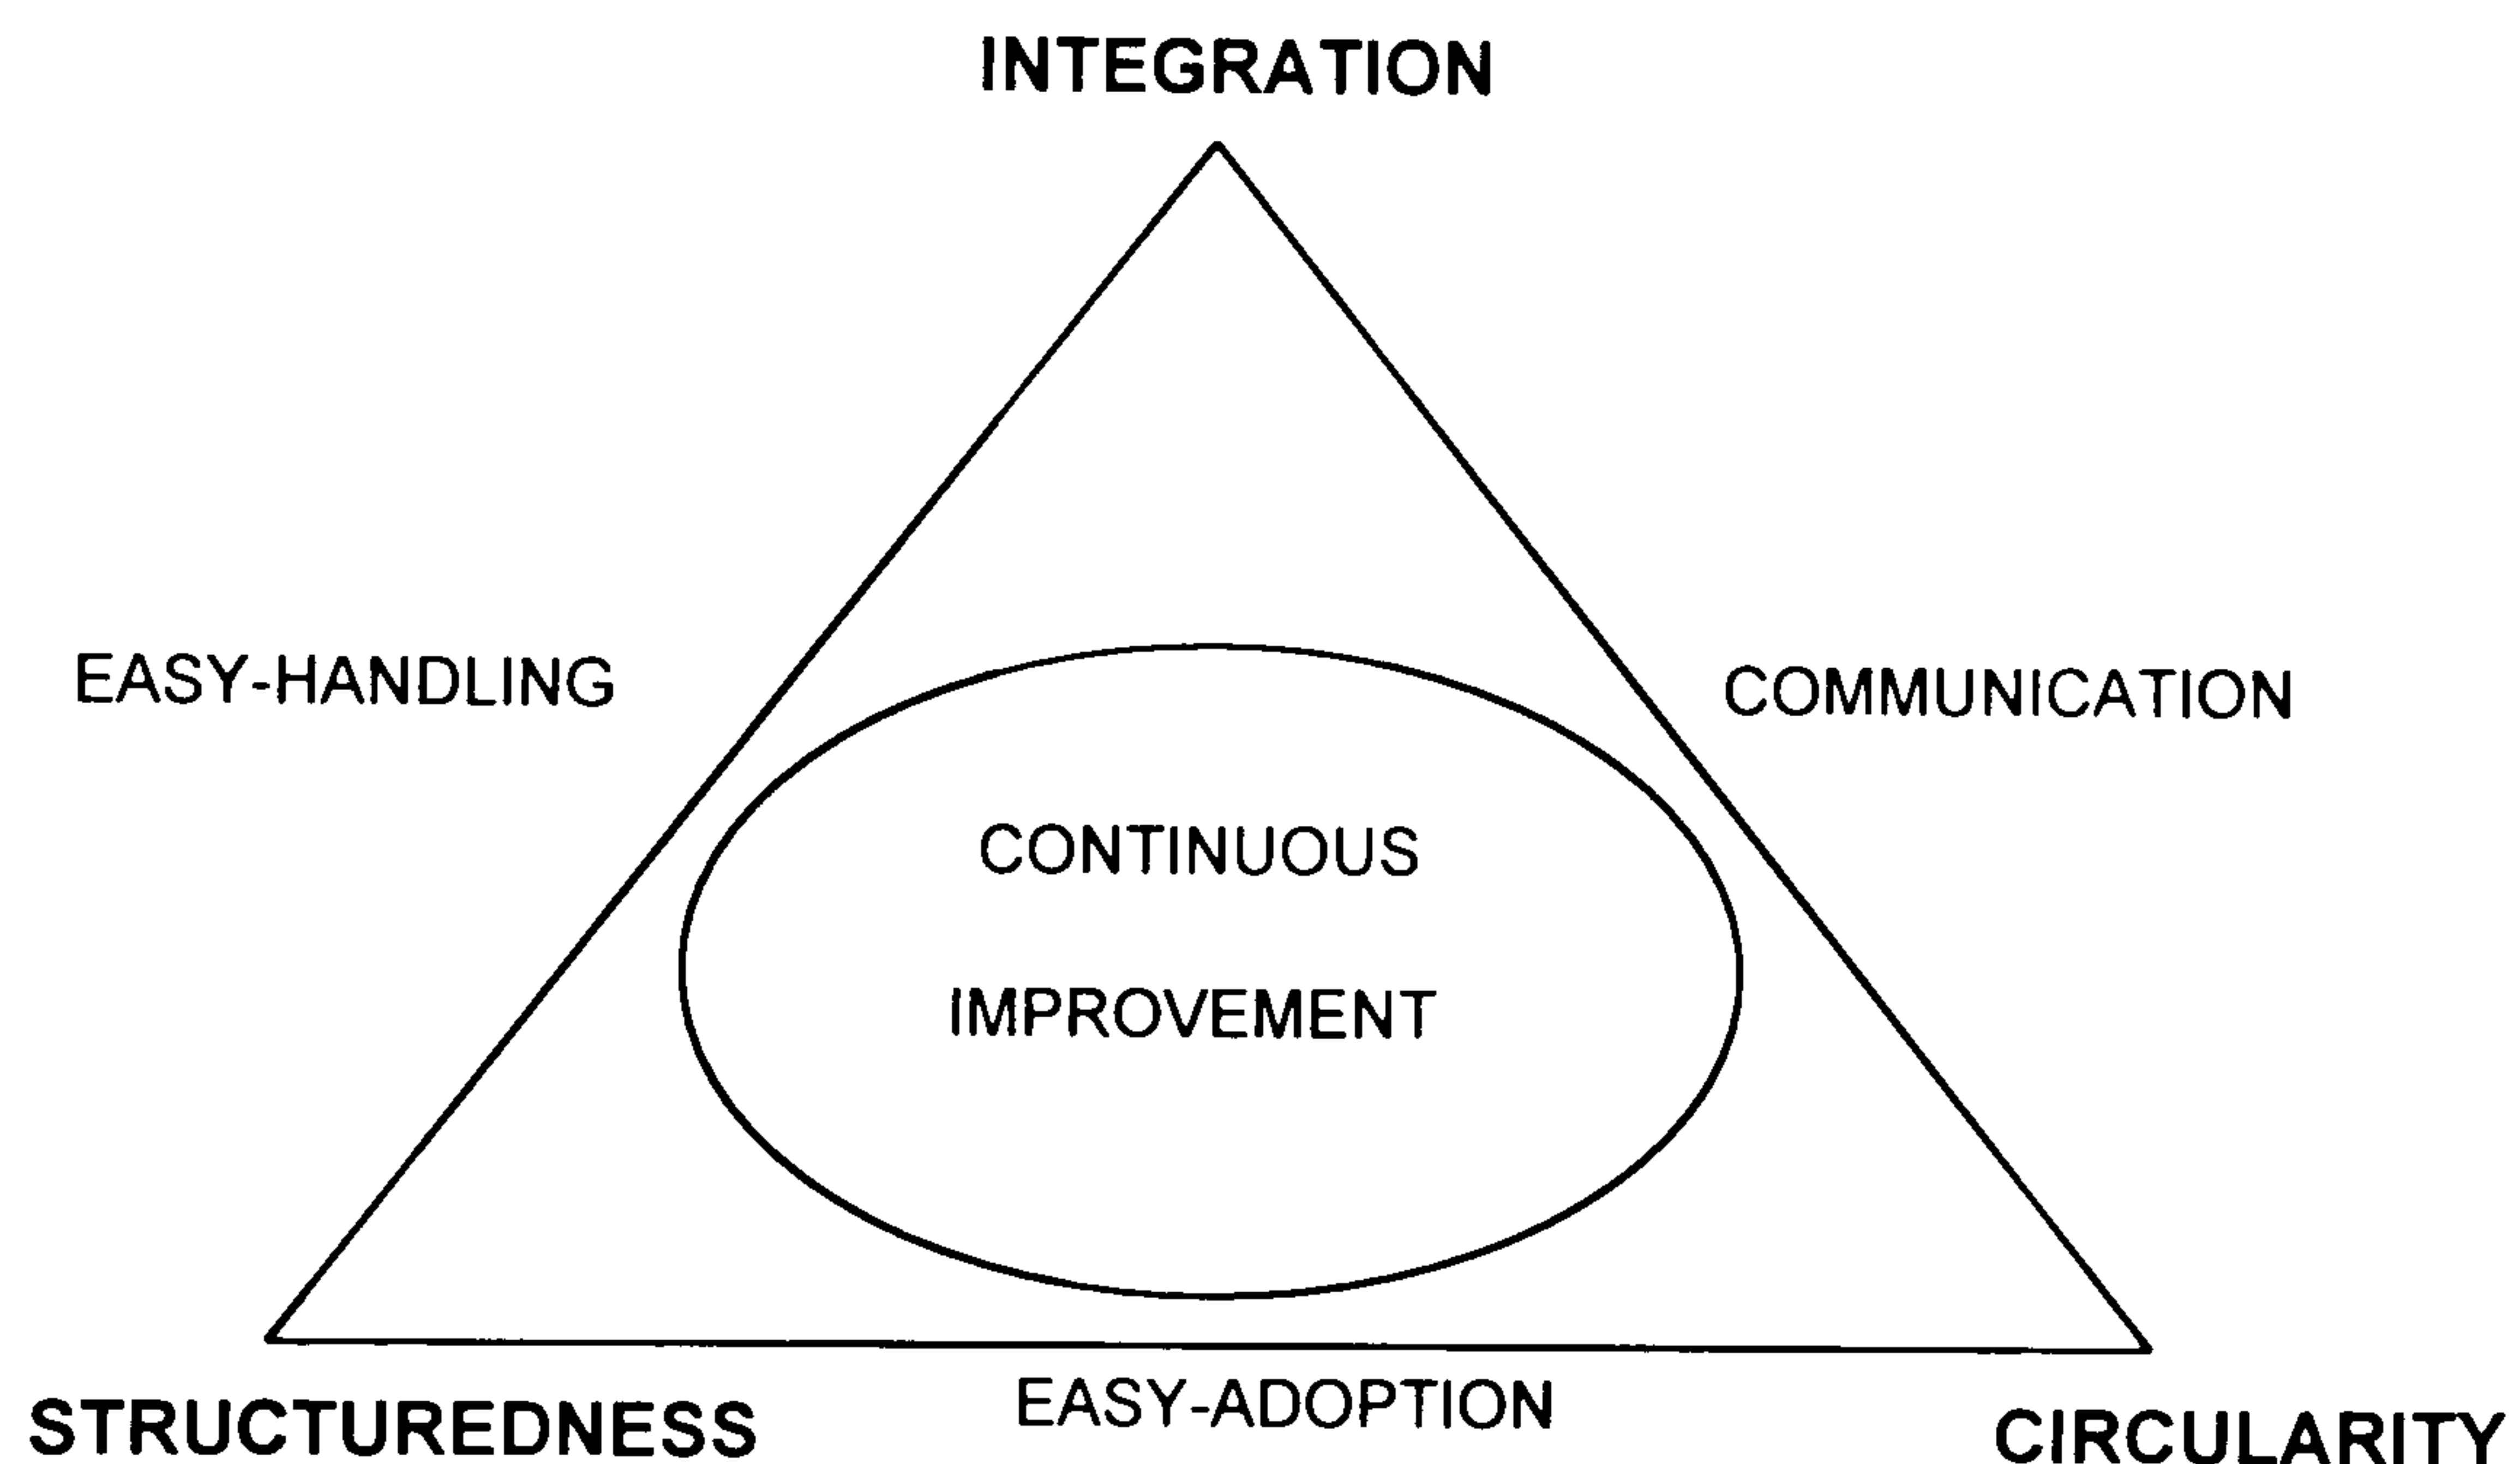 INTEGRATION
EASY-HANDLING
COMMUNICATION
CONTINUOUS
IMPROVEMENT
EASY-ADOPTION
STRUCTUREDNESS
CIRCULARITY